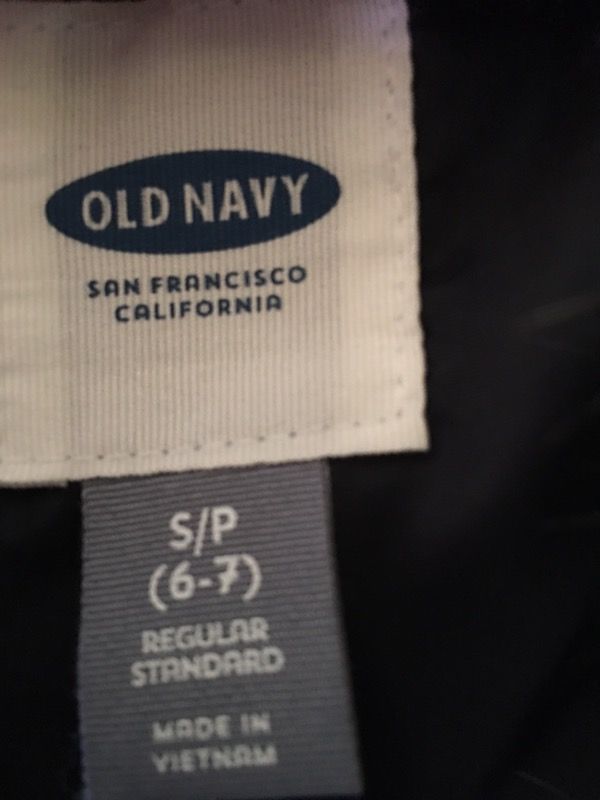 OLD NAVY
SAN FRANCISCO
CALIFORNIA
S/P
(6-7)
REGULAR
STANDARD
MADE IN
VIETNAM